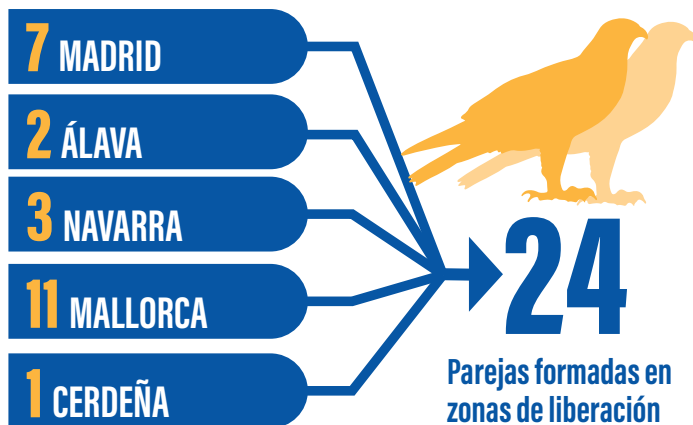 7 MADRID
2 ÁLAVA
3 NAVARRA
11 MALLORCA
1 CERDEÑA
24
Parejas formadas en
zonas de liberación